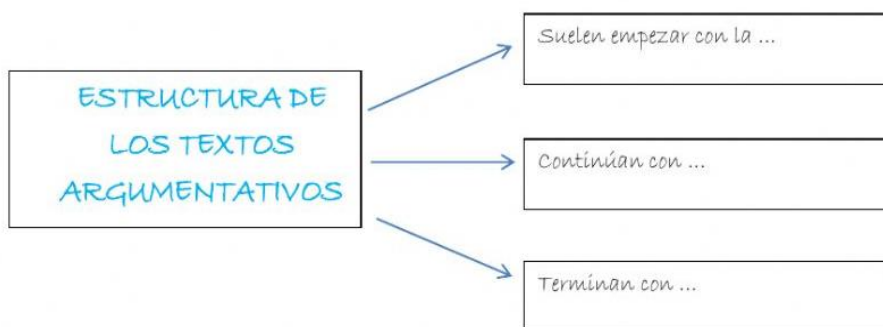 ESTRUCTURA DE
LOS TEXTOS
ARGUMENTATIVOS
Suelen empezar con la ...
Continúan con ...
Terminan con ...